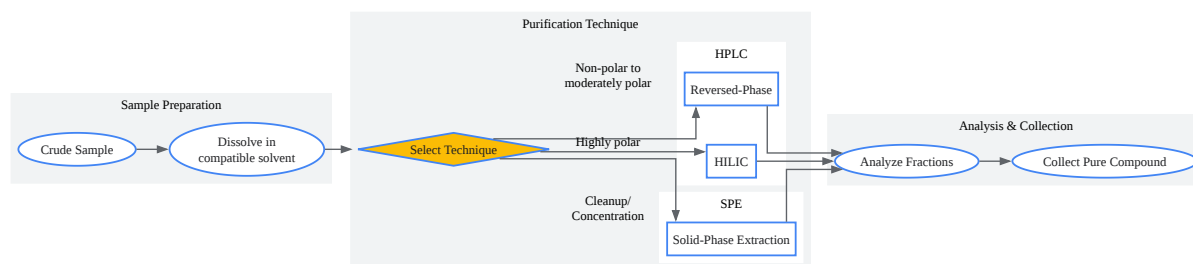 Sample Preparation
Crude Sample
Dissolve in
compatible solvent
Purification Technique
Select Technique
Non-polar to
moderately polar
Highly polar
Cleanup/
Concentration
HPLC
Reversed-Phase
HILIC
SPE
Solid-Phase Extraction
Analysis & Collection
Analyze Fractions
Collect Pure Compound